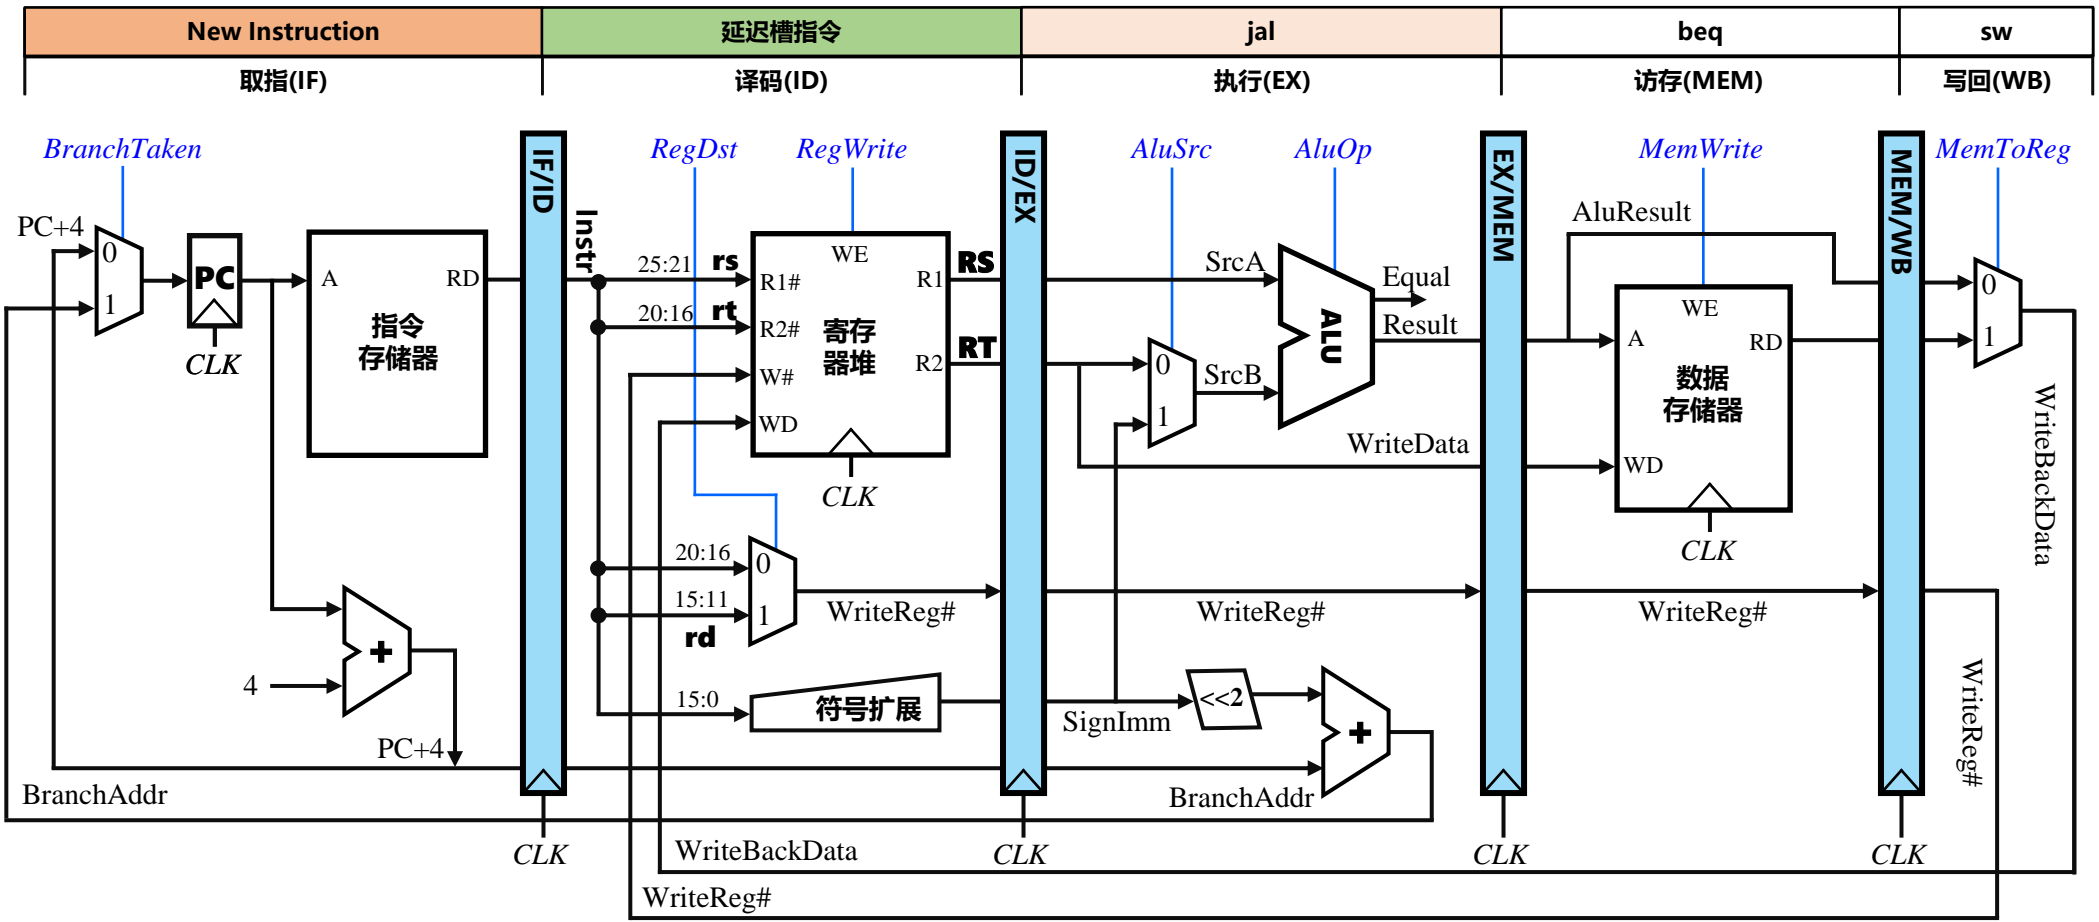 New Instruction 延迟槽指令 jal beq sw
取指(IF) 译码(ID) 执行(EX) 访存(MEM) 写回(WB)
BranchTaken
IF/ID
RegDst
RegWrite
ID/EX
AluSrc
AluOp
EX/MEM
MemWrite
MEM/WB
MemToReg
PC+4
0
1
PC
CLK
A
RD
指令
存储器
Instr
25:21
rs
20:16
rt
WE
R1#
R2#
W#
WD
R1
R2
寄存
器堆
CLK
RS
RT
SrcA
0
1
SrcB
ALU
Equal
Result
WriteData
AluResult
WE
A
RD
数据
存储器
WD
CLK
0
1
WriteBackData
20:16
0
15:11
1
rd
WriteReg#
WriteReg#
WriteReg#
WriteReg#
4
+
PC+4
15:0
符号扩展
SignImm
<<2
+
BranchAddr
BranchAddr
CLK
CLK
CLK
CLK
WriteBackData
WriteReg#